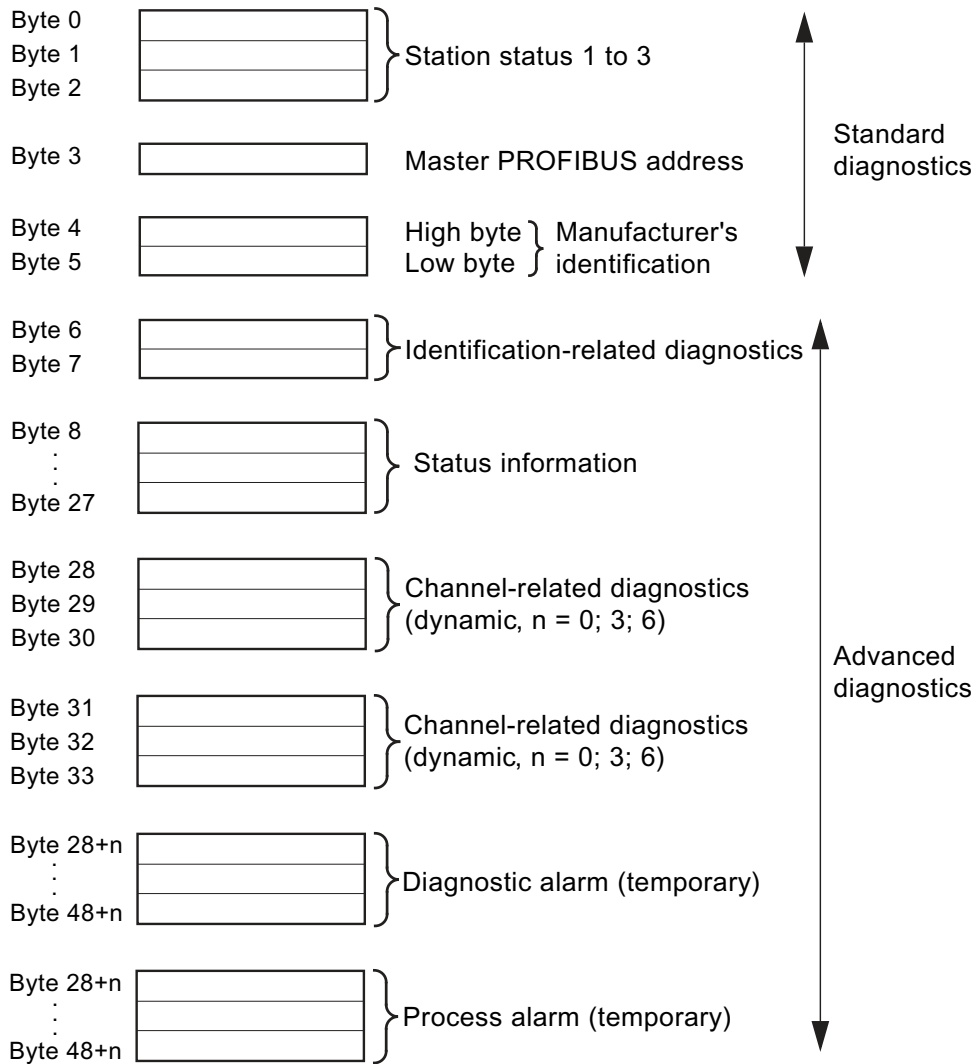 Byte 0
Byte 1
Byte 2
Station status 1 to 3
Byte 3
Master PROFIBUS address
Standard
diagnostics
Byte 4
Byte 5
High byte
Low byte
Manufacturer's
identification
Byte 6
Byte 7
Identification-related diagnostics
Byte 8
.
.
.
Byte 27
Status information
Byte 28
Byte 29
Byte 30
Channel-related diagnostics
(dynamic, n = 0; 3; 6)
Advanced
diagnostics
Byte 31
Byte 32
Byte 33
Channel-related diagnostics
(dynamic, n = 0; 3; 6)
Byte 28+n
.
.
.
Byte 48+n
Diagnostic alarm (temporary)
Byte 28+n
.
.
.
Byte 48+n
Process alarm (temporary)